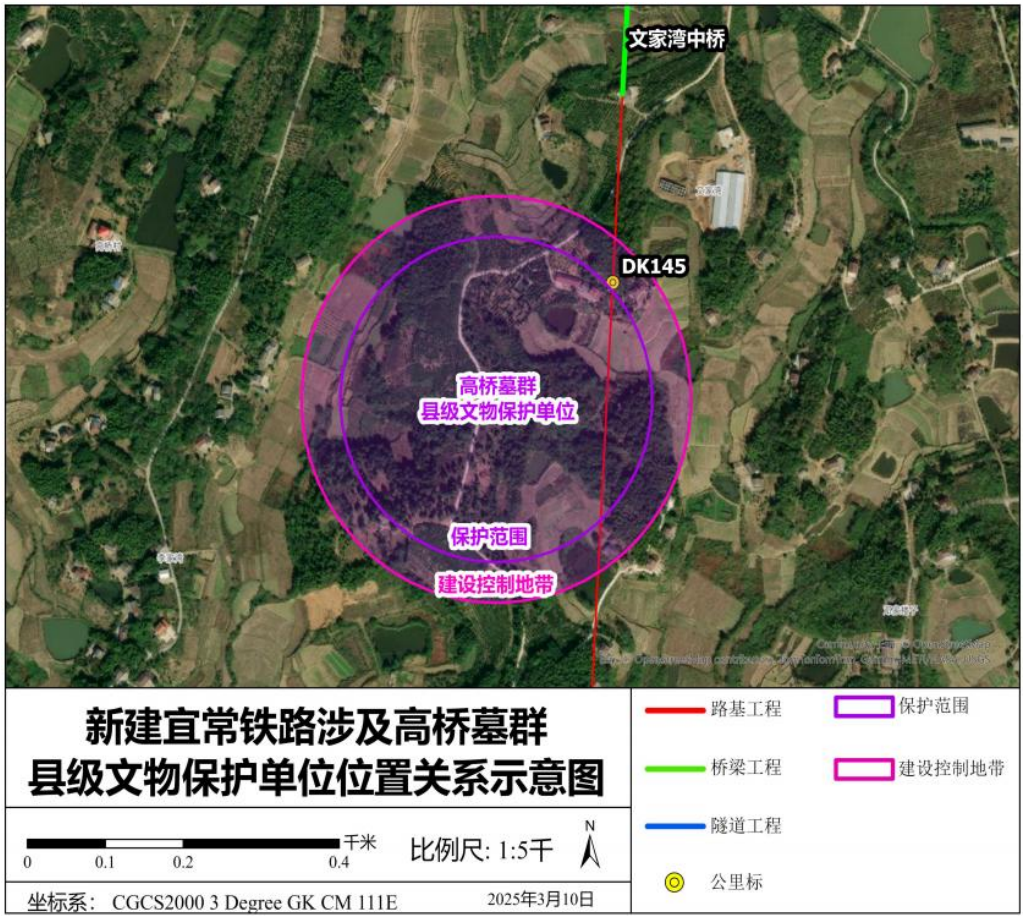 文家湾中桥
DK145
高桥墓群
县级文物保护单位
保护范围
建设控制地带
新建宜常铁路涉及高桥墓群
县级文物保护单位位置关系示意图
千米
0 0.1 0.2 0.4
比例尺: 1:5千
N
坐标系： CGCS2000 3 Degree GK CM 111E
2025年3月10日
路基工程
保护范围
桥梁工程
建设控制地带
隧道工程
公里标